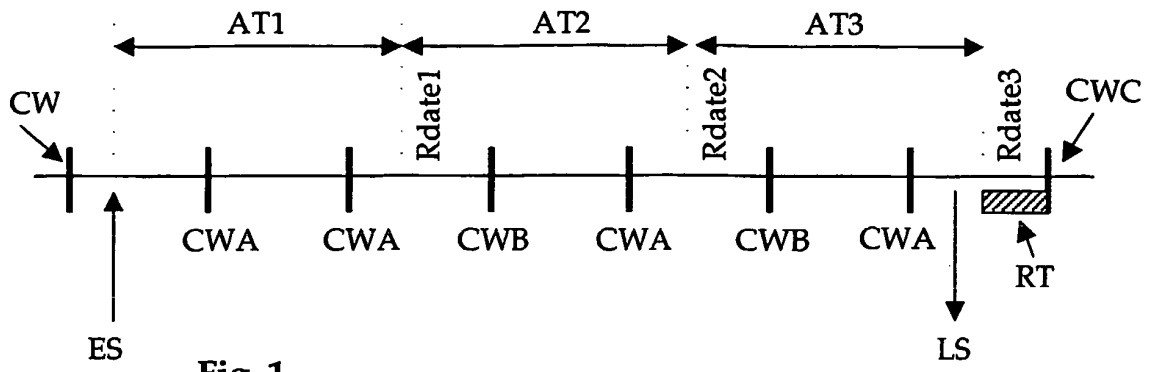 AT1 AT2 AT3
CW Rdate1 Rdate2 Rdate3 CWC
CWA CWA CWB CWA CWB CWA
RT
ES LS
Fig. 1